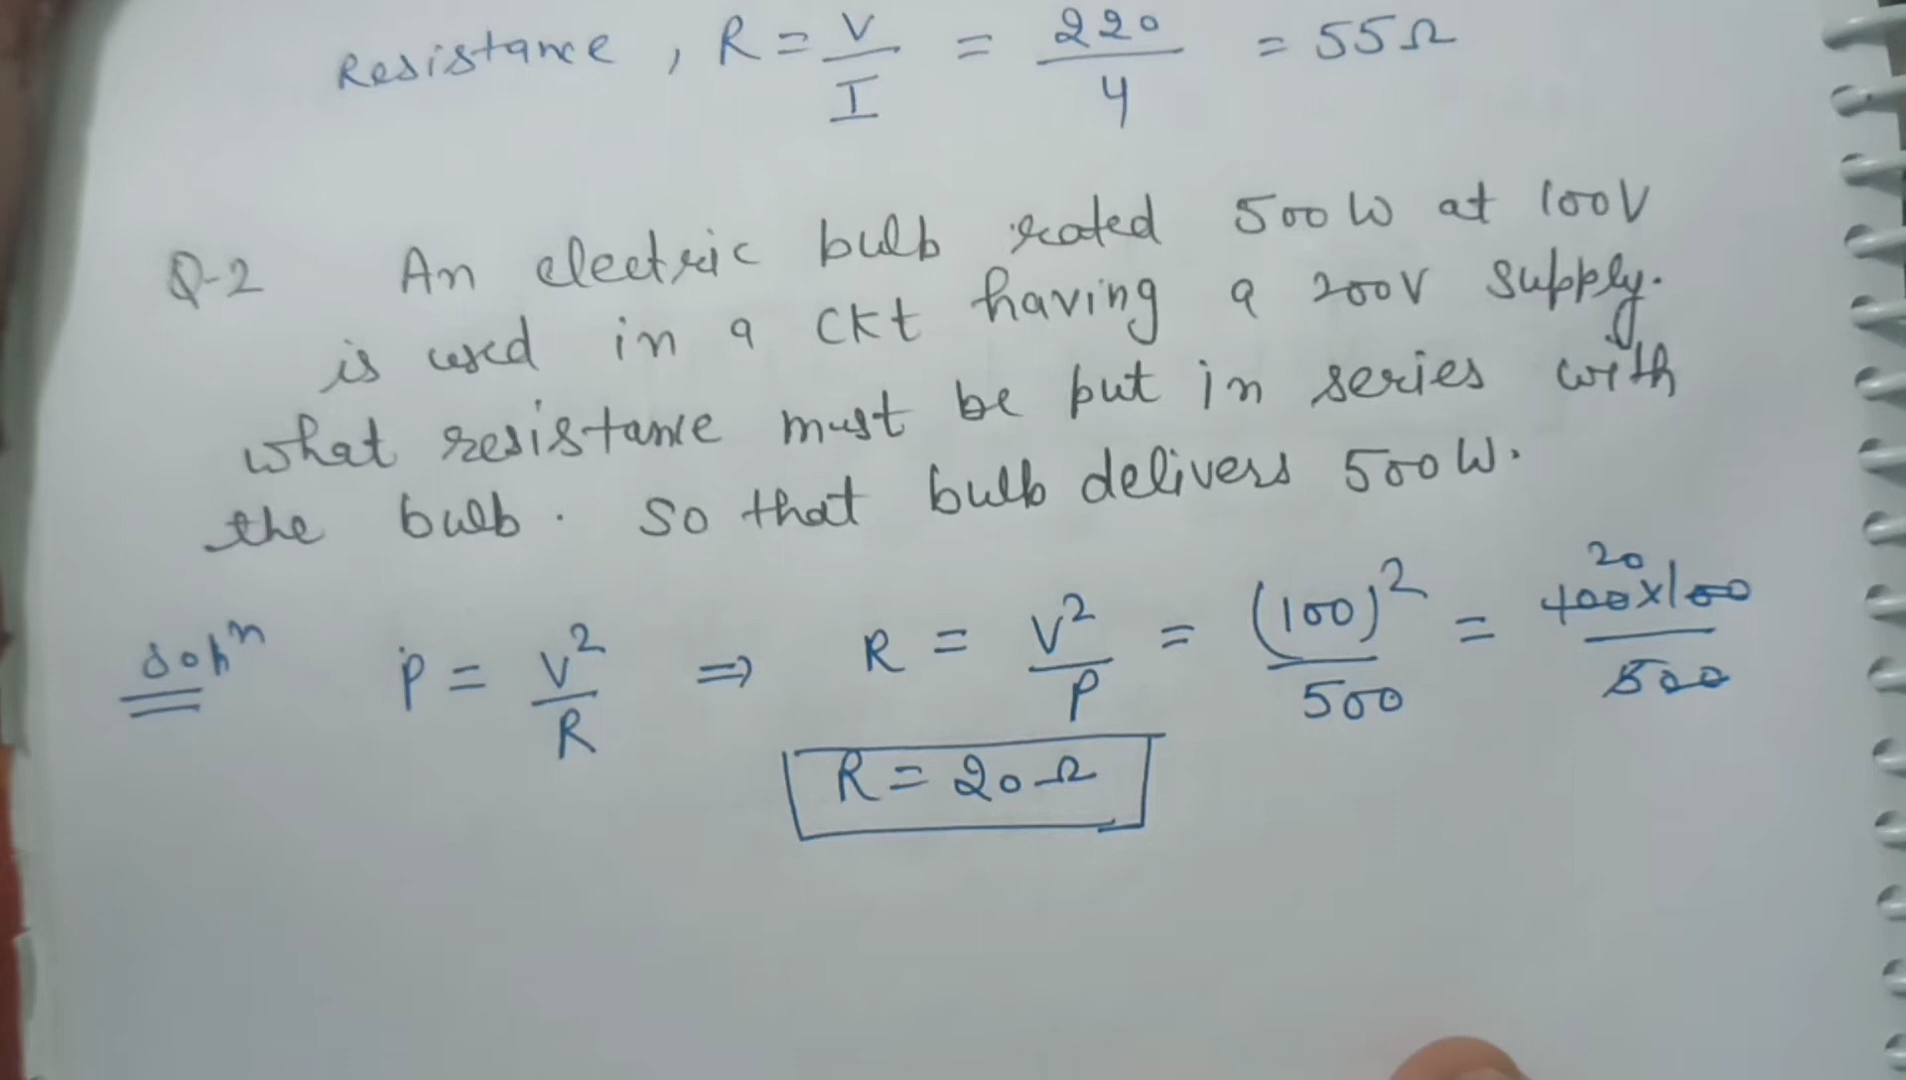 Resistance, R = V/I = 220/4 = 55Ω
Q-2 An electric bulb rated 500W at 100V
is used in a ckt having a 200V supply.
what resistance must be put in series with
the bulb. so that bulb delivers 500W.
Solⁿ P = V²/R ⇒ R = V²/P = (100)²/500 = 20 100×100/500
R = 20Ω